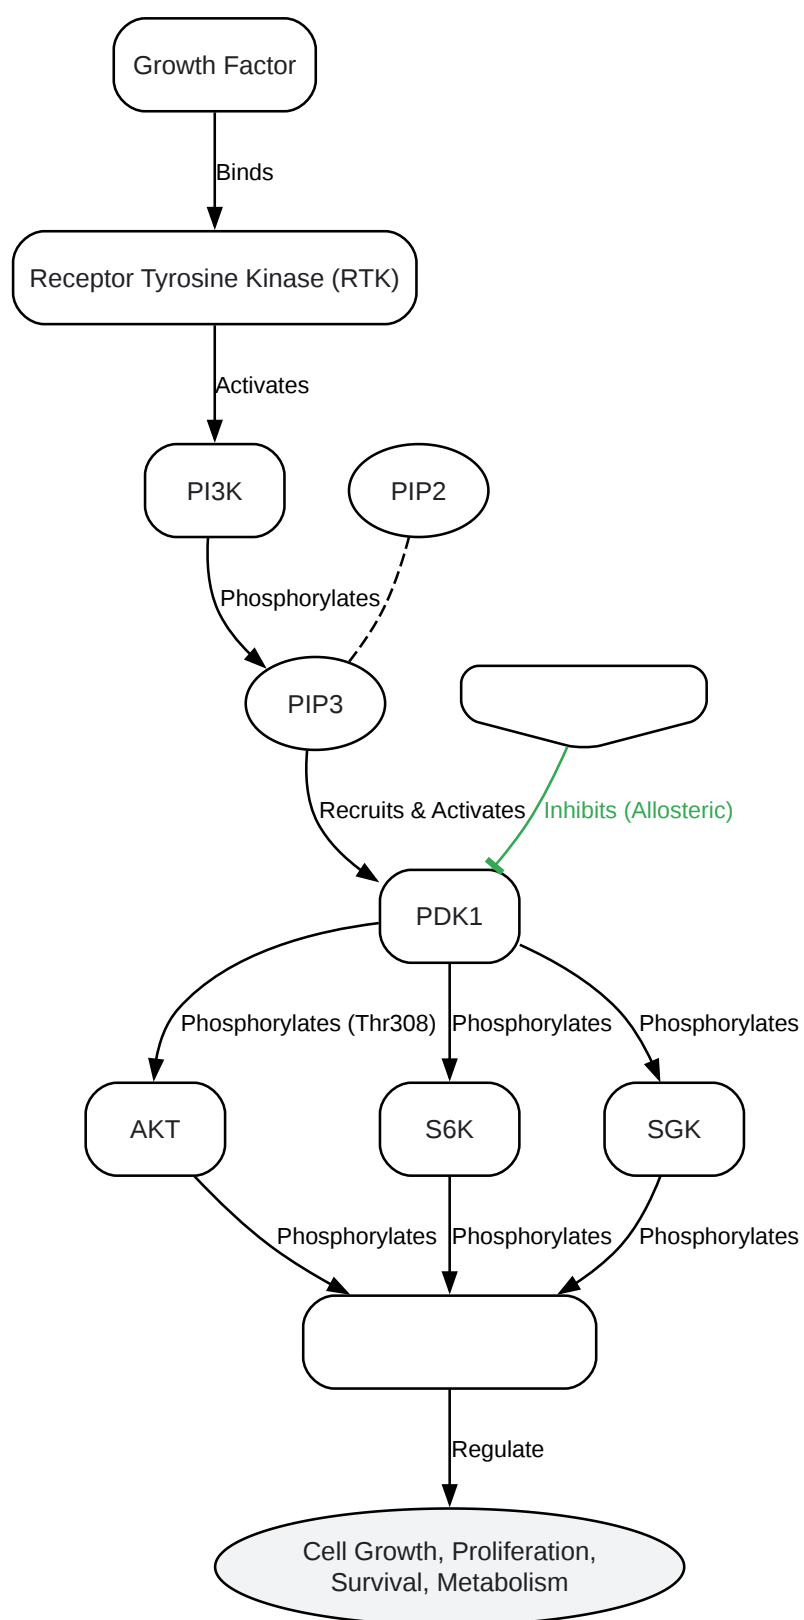 Growth Factor
Binds
Receptor Tyrosine Kinase (RTK)
Activates
PI3K
PIP2
Phosphorylates
PIP3
Recruits & Activates
Inhibits (Allosteric)
PDK1
Phosphorylates (Thr308)
Phosphorylates
Phosphorylates
AKT
S6K
SGK
Phosphorylates
Phosphorylates
Phosphorylates
Regulate
Cell Growth, Proliferation,
Survival, Metabolism